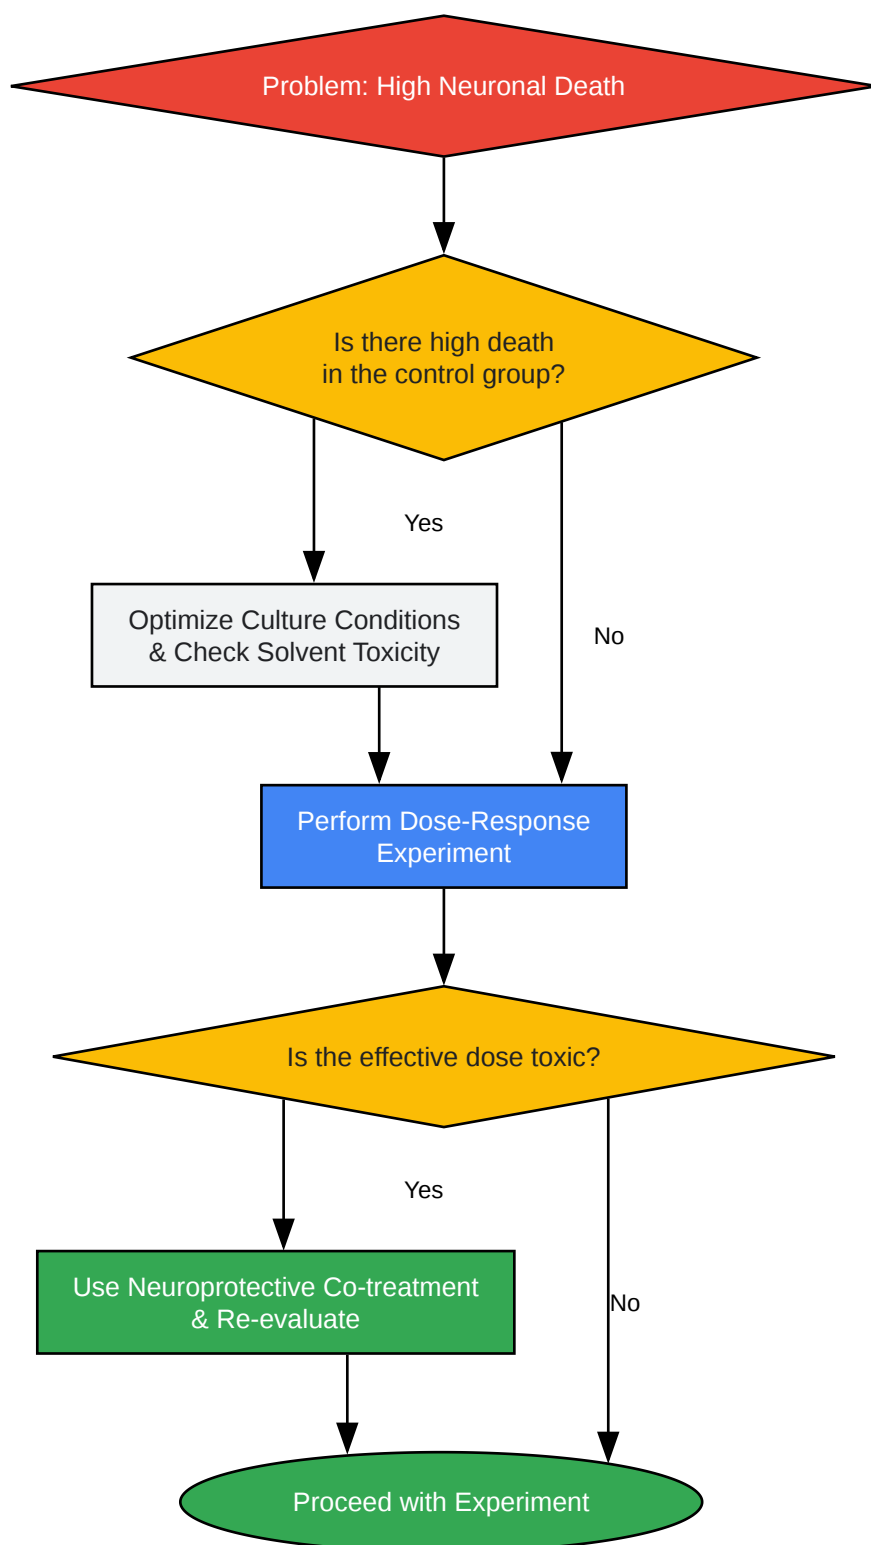 Problem: High Neuronal Death
Is there high death
in the control group?
Yes
Optimize Culture Conditions
& Check Solvent Toxicity
No
Perform Dose-Response
Experiment
Is the effective dose toxic?
Yes
Use Neuroprotective Co-treatment
& Re-evaluate
No
Proceed with Experiment